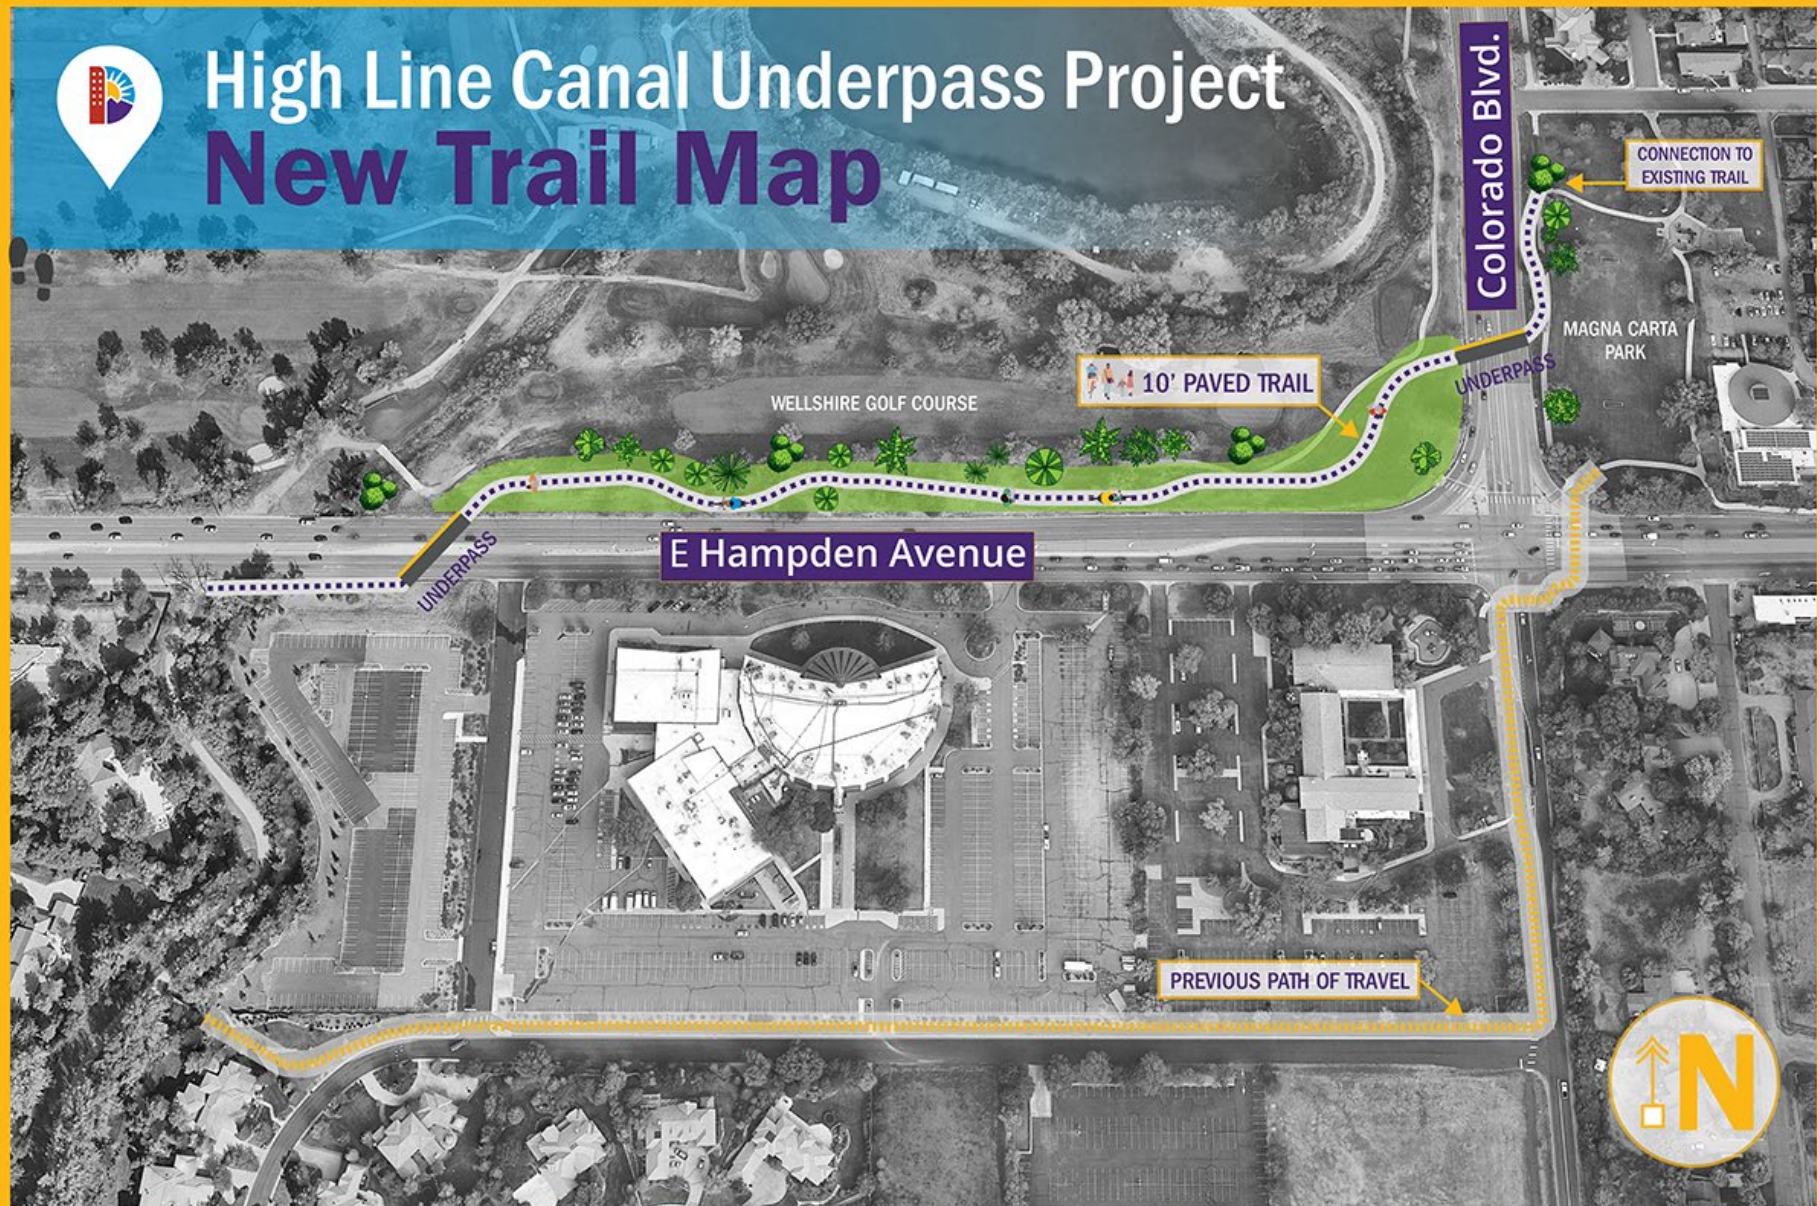 High Line Canal Underpass Project
New Trail Map
Colorado Blvd.
CONNECTION TO
EXISTING TRAIL
MAGNA CARTA
PARK
UNDERPASS
10' PAVED TRAIL
WELLSHIRE GOLF COURSE
E Hampden Avenue
UNDERPASS
PREVIOUS PATH OF TRAVEL
N